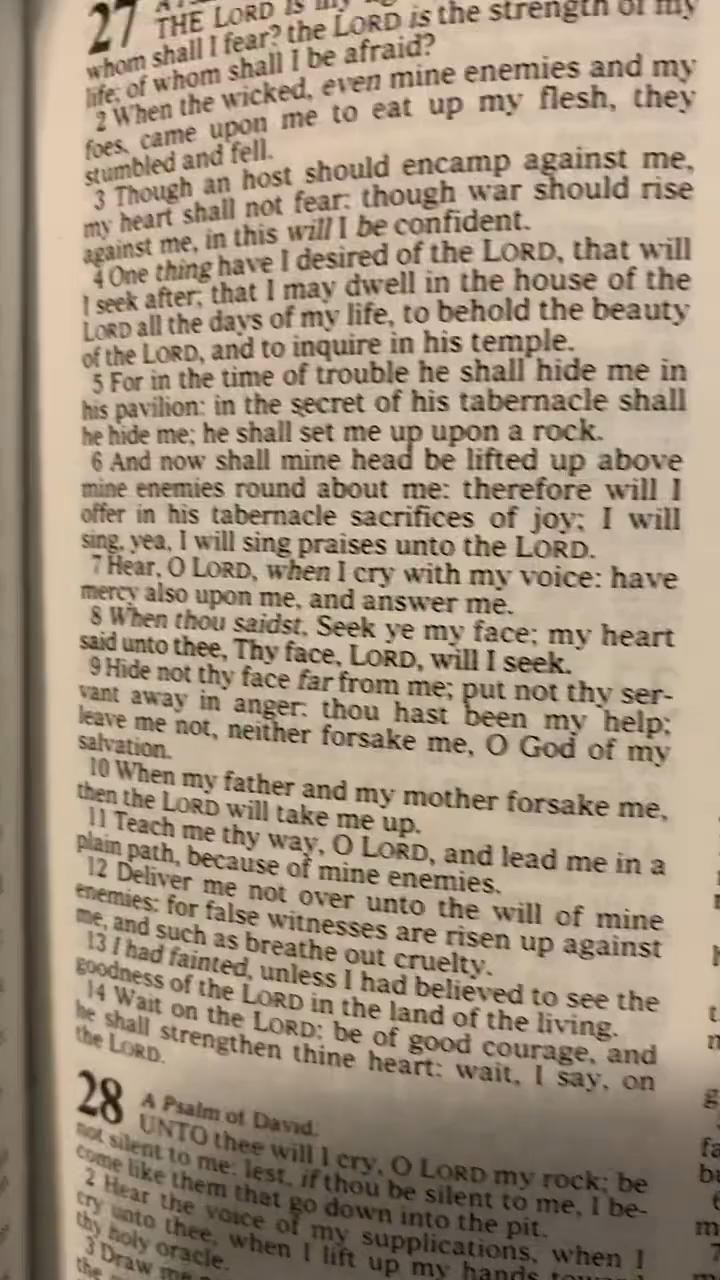 27 THE LORD is my
whom shall I fear? the LORD is the strength of my
life; of whom shall I be afraid?
2 When the wicked, even mine enemies and my
foes, came upon me to eat up my flesh, they
stumbled and fell.
3 Though an host should encamp against me,
my heart shall not fear: though war should rise
against me, in this will I be confident.
4 One thing have I desired of the LORD, that will
I seek after; that I may dwell in the house of the
LORD all the days of my life, to behold the beauty
of the LORD, and to inquire in his temple.
5 For in the time of trouble he shall hide me in
his pavilion: in the secret of his tabernacle shall
he hide me; he shall set me up upon a rock.
6 And now shall mine head be lifted up above
mine enemies round about me: therefore will I
offer in his tabernacle sacrifices of joy; I will
sing, yea, I will sing praises unto the LORD.
7 Hear, O LORD, when I cry with my voice: have
mercy also upon me, and answer me.
8 When thou saidst, Seek ye my face; my heart
said unto thee, Thy face, LORD, will I seek.
9 Hide not thy face far from me; put not thy ser-
vant away in anger: thou hast been my help;
leave me not, neither forsake me, O God of my
salvation.
10 When my father and my mother forsake me,
then the LORD will take me up.
11 Teach me thy way, O LORD, and lead me in a
plain path, because of mine enemies.
12 Deliver me not over unto the will of mine
enemies: for false witnesses are risen up against
me, and such as breathe out cruelty.
13 I had fainted, unless I had believed to see the
goodness of the LORD in the land of the living.
14 Wait on the LORD: be of good courage, and
he shall strengthen thine heart: wait, I say, on
the LORD.
28 A Psalm of David.
UNTO thee will I cry, O LORD my rock; be
not silent to me: lest, if thou be silent to me, I be-
come like them that go down into the pit.
2 Hear the voice of my supplications, when I
cry unto thee, when I lift up my hands
thy holy oracle.
3 Draw me
the